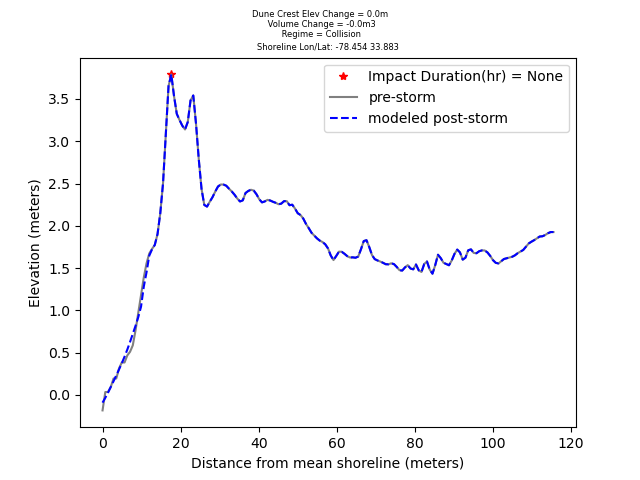 Dune Crest Elev Change = 0.0m
Volume Change = -0.0m3
Regime = Collision
Shoreline Lon/Lat: -78.454 33.883
Impact Duration(hr) = None
pre-storm
modeled post-storm
Elevation (meters)
3.5
3.0
2.5
2.0
1.5
1.0
0.5
0.0
0 20 40 60 80 100 120
Distance from mean shoreline (meters)